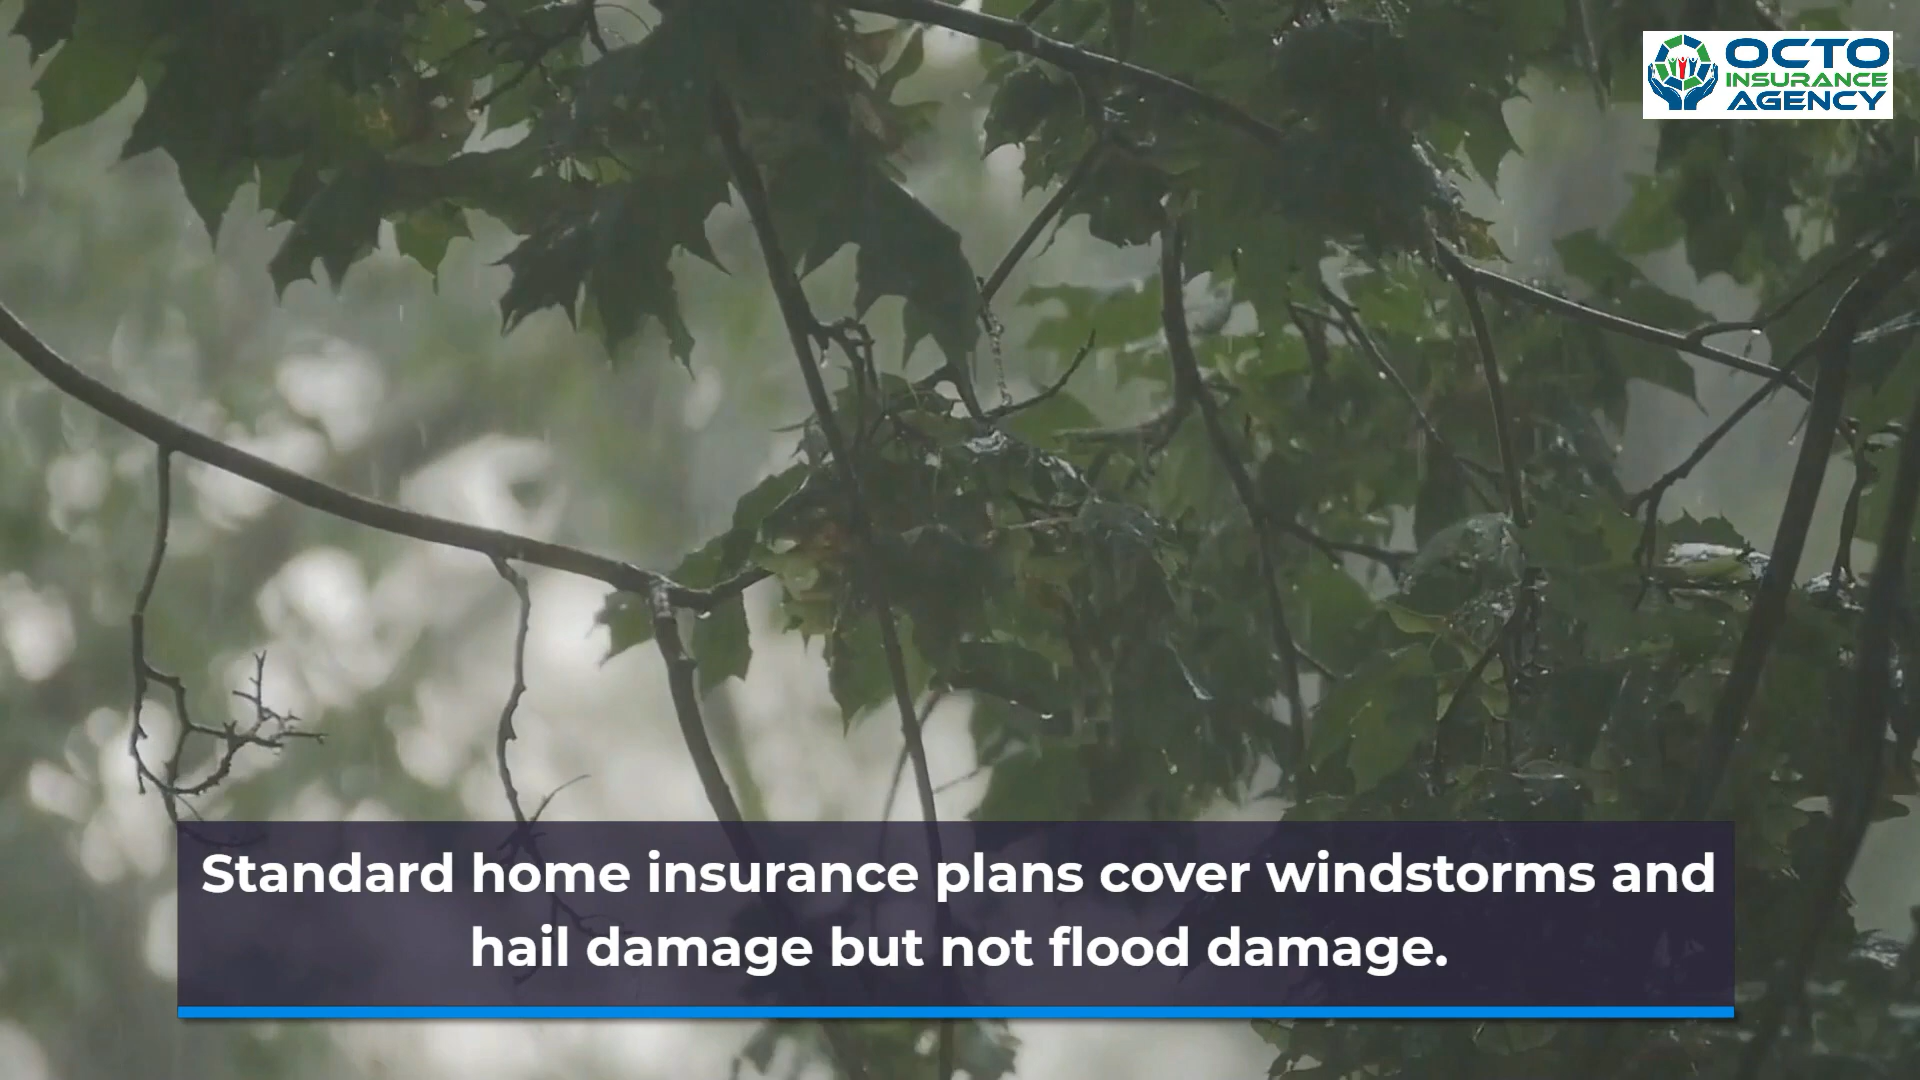 OCTO
INSURANCE
AGENCY
Standard home insurance plans cover windstorms and
hail damage but not flood damage.